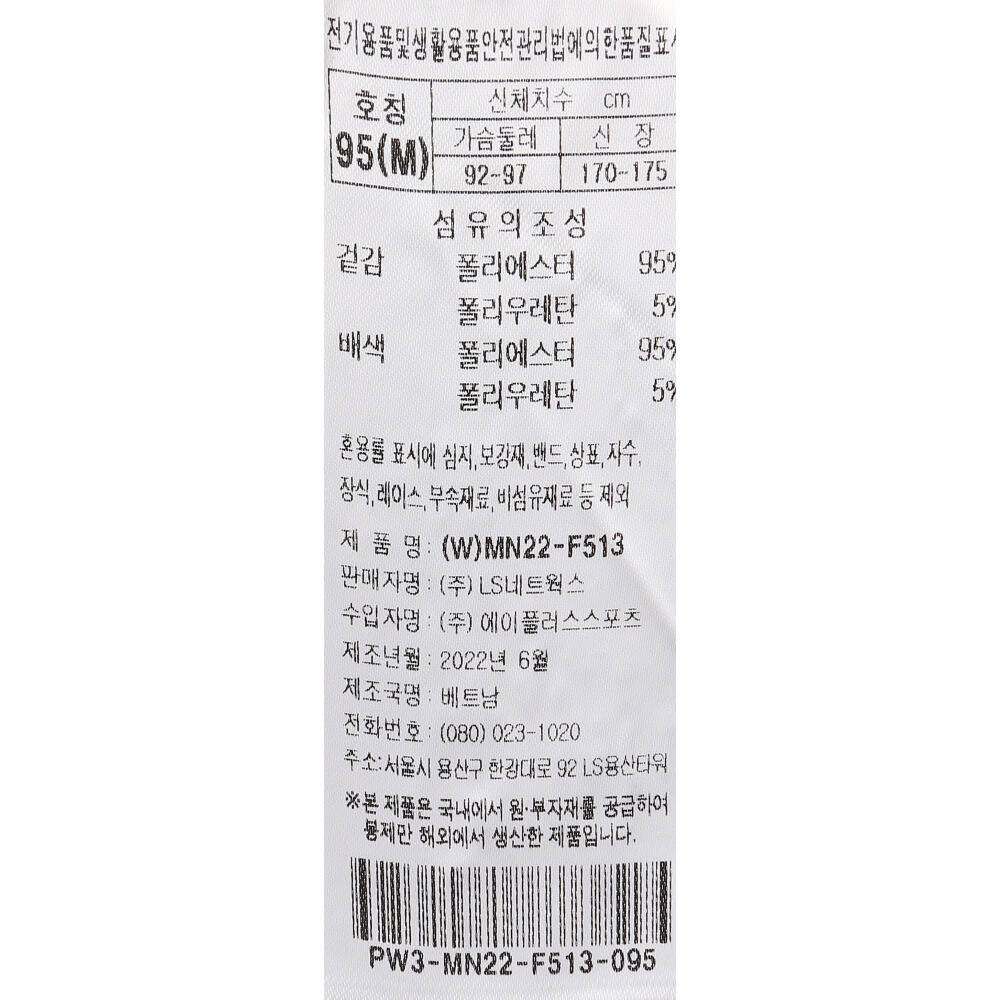 전기용품및생활용품안전관리법에의한품질표시
호칭 신체치수 cm
95(M) 가슴둘레 신 장
92-97 170-175
섬유의조성
겉감 폴리에스터 95%
폴리우레탄 5%
배색 폴리에스터 95%
폴리우레탄 5%
혼용률 표시에 심지,보강재,밴드,상표,자수,
장식,레이스,부속재료,비섬유재료 등 제외
제 품 명 : (W)MN22-F513
판매자명 : (주) LS네트웍스
수입자명 : (주) 에이플러스스포츠
제조년월 : 2022년 6월
제조국명 : 베트남
전화번호 : (080) 023-1020
주소:서울시 용산구 한강대로 92 LS용산타워
※본 제품은 국내에서 원·부자재를 공급하여
봉제만 해외에서 생산한 제품입니다.
PW3-MN22-F513-095